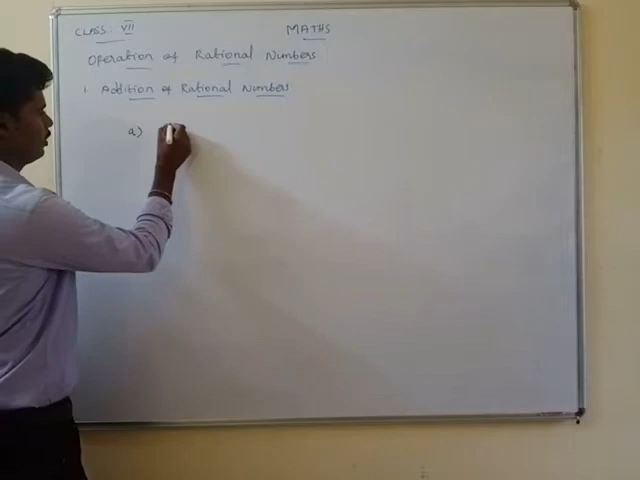 CLASS: VII
MATHS
Operation of Rational Numbers
1. Addition of Rational Numbers
a)